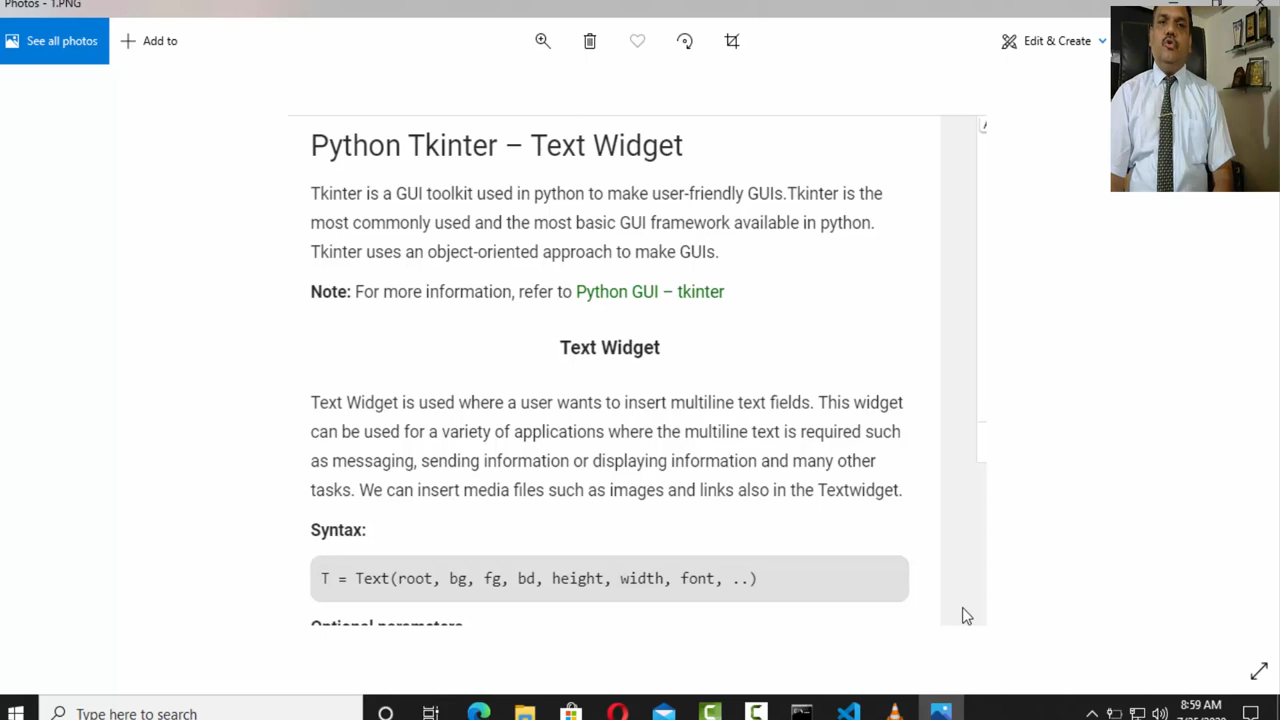 Photos - 1.PNG
See all photos
Add to
Edit & Create
Python Tkinter – Text Widget
Tkinter is a GUI toolkit used in python to make user-friendly GUIs.Tkinter is the
most commonly used and the most basic GUI framework available in python.
Tkinter uses an object-oriented approach to make GUIs.
Note: For more information, refer to Python GUI – tkinter
Text Widget
Text Widget is used where a user wants to insert multiline text fields. This widget
can be used for a variety of applications where the multiline text is required such
as messaging, sending information or displaying information and many other
tasks. We can insert media files such as images and links also in the Textwidget.
Syntax:
T = Text(root, bg, fg, bd, height, width, font, ..)
Optional parameters
Type here to search
8:59 AM